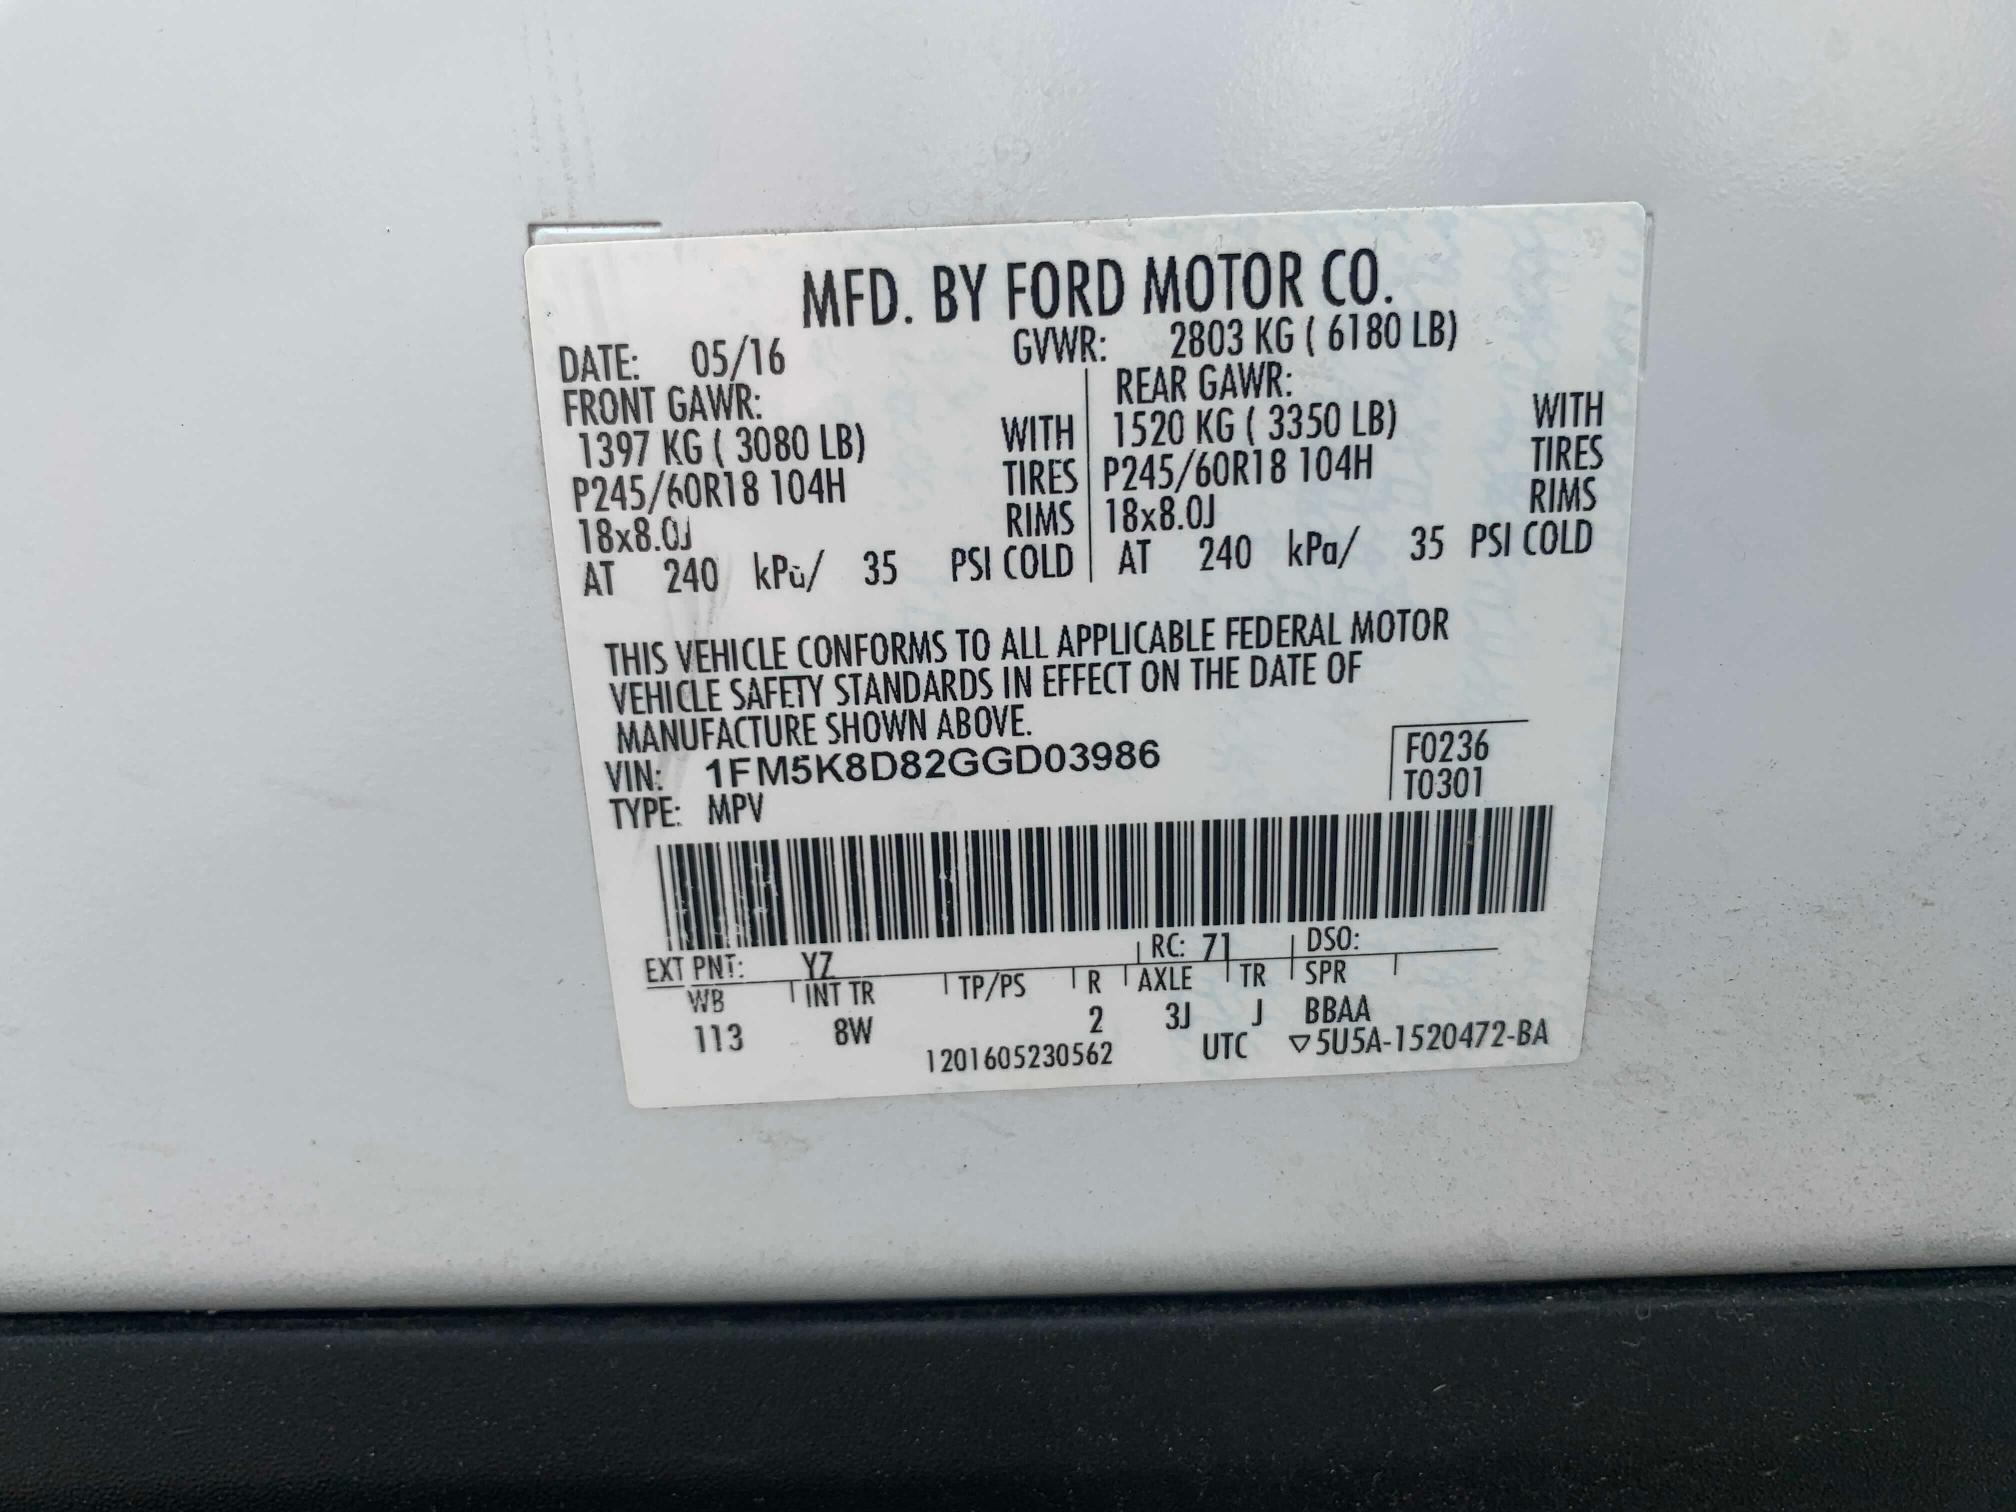 MFD. BY FORD MOTOR CO.
DATE: 05/16 GVWR: 2803 KG ( 6180 LB)
FRONT GAWR: REAR GAWR:
1397 KG ( 3080 LB) WITH 1520 KG ( 3350 LB) WITH
P245/60R18 104H TIRES P245/60R18 104H TIRES
18x8.0J RIMS 18x8.0J RIMS
AT 240 kPa/ 35 PSI COLD AT 240 kPa/ 35 PSI COLD
THIS VEHICLE CONFORMS TO ALL APPLICABLE FEDERAL MOTOR
VEHICLE SAFETY STANDARDS IN EFFECT ON THE DATE OF
MANUFACTURE SHOWN ABOVE.
VIN: 1FM5K8D82GGD03986 F0236
TYPE: MPV T0301
EXT PNT: YZ RC: 71 DSO:
WB INT TR TP/PS R AXLE TR SPR
113 8W 2 3J J BBAA
1201605230562 UTC ▽5U5A-1520472-BA